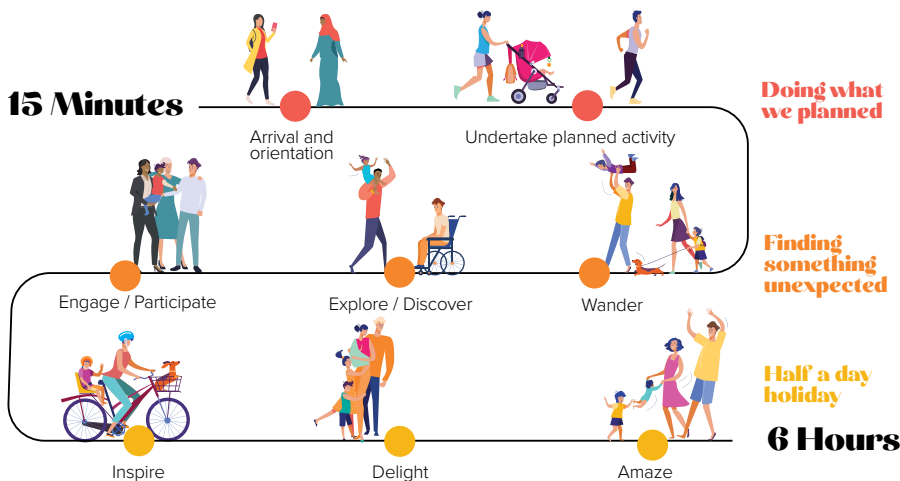 15 Minutes
Arrival and
orientation
Undertake planned activity
Doing what
we planned
Engage / Participate
Explore / Discover
Wander
Finding
something
unexpected
Inspire
Delight
Amaze
Half a day
holiday
6 Hours